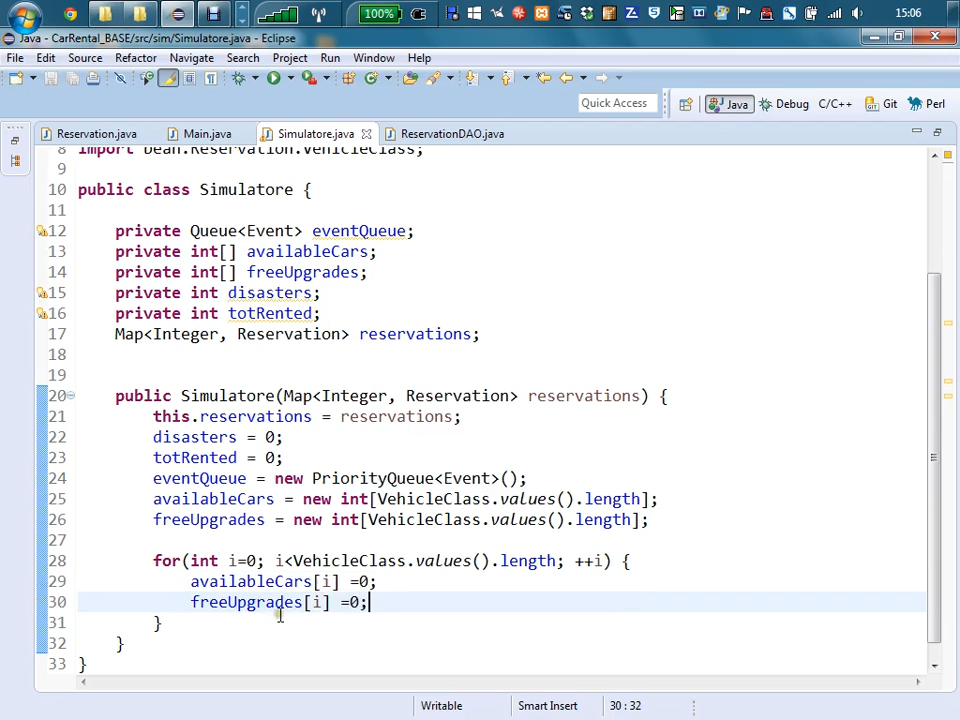 100%
15:06
Java - CarRental_BASE/src/sim/Simulatore.java - Eclipse
File Edit Source Refactor Navigate Search Project Run Window Help
Quick Access
Java Debug C/C++ Git Perl
Reservation.java Main.java Simulatore.java ReservationDAO.java
8 import bean.Reservation.VehicleClass;
9
10 public class Simulatore {
11
12 private Queue<Event> eventQueue;
13 private int[] availableCars;
14 private int[] freeUpgrades;
15 private int disasters;
16 private int totRented;
17 Map<Integer, Reservation> reservations;
18
19
20 public Simulatore(Map<Integer, Reservation> reservations) {
21 this.reservations = reservations;
22 disasters = 0;
23 totRented = 0;
24 eventQueue = new PriorityQueue<Event>();
25 availableCars = new int[VehicleClass.values().length];
26 freeUpgrades = new int[VehicleClass.values().length];
27
28 for(int i=0; i<VehicleClass.values().length; ++i) {
29 availableCars[i] =0;
30 freeUpgrades[i] =0;
31 }
32 }
33 }
Writable Smart Insert 30 : 32